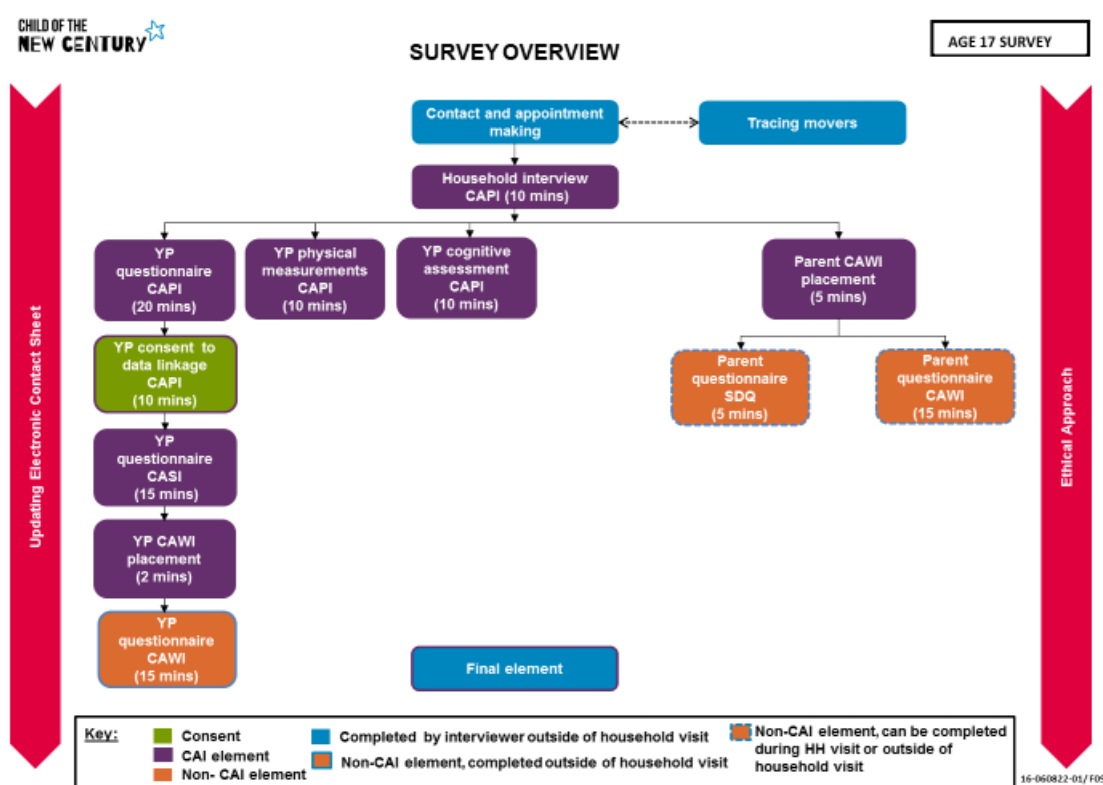 CHILD OF THE
NEW CENTURY
SURVEY OVERVIEW
AGE 17 SURVEY
Updating Electronic Contact Sheet
Ethical Approach
Contact and appointment
making
Tracing movers
Household interview
CAPI (10 mins)
YP
questionnaire
CAPI
(20 mins)
YP physical
measurements
CAPI
(10 mins)
YP cognitive
assessment
CAPI
(10 mins)
Parent CAWI
placement
(5 mins)
YP consent to
data linkage
CAPI
(10 mins)
Parent
questionnaire
SDQ
(5 mins)
Parent
questionnaire
CAWI
(15 mins)
YP
questionnaire
CASI
(15 mins)
YP CAWI
placement
(2 mins)
YP
questionnaire
CAWI
(15 mins)
Final element
Key:
Consent
CAI element
Non- CAI element
Completed by interviewer outside of household visit
Non-CAI element, completed outside of household visit
Non-CAI element, can be completed
during HH visit or outside of
household visit
16-060822-01/ F09